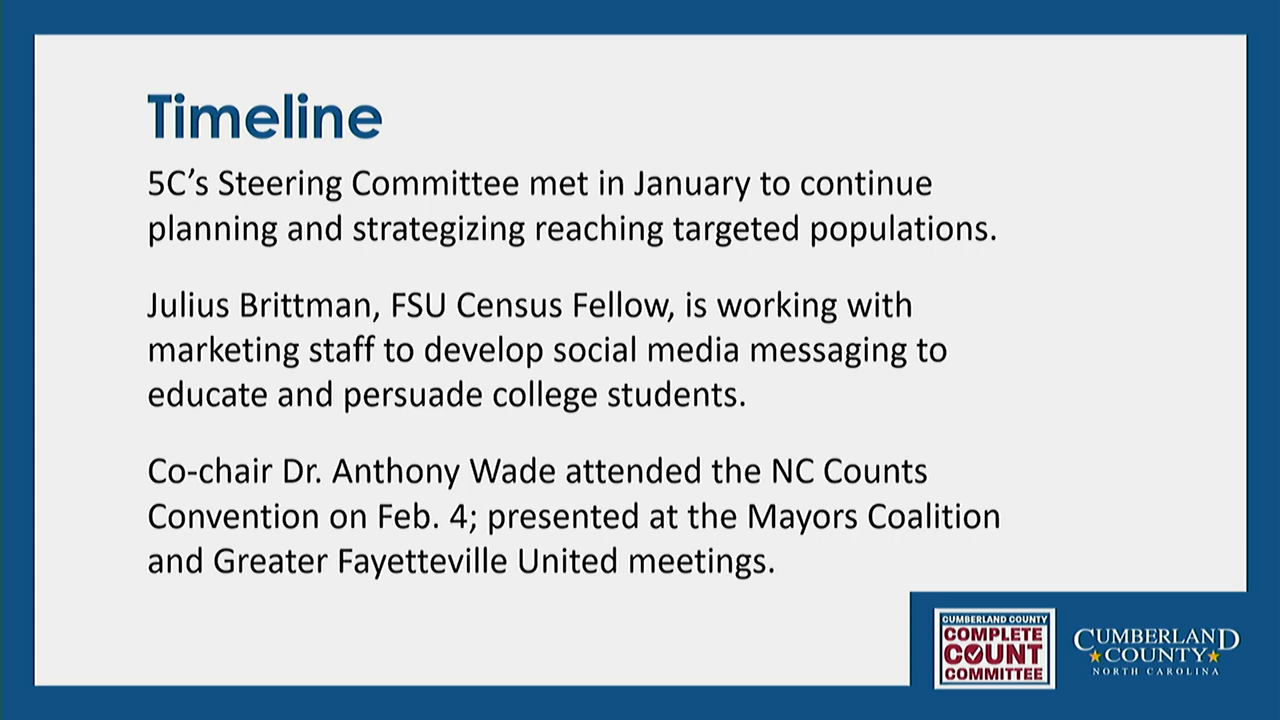 Timeline
5C’s Steering Committee met in January to continue
planning and strategizing reaching targeted populations.
Julius Brittman, FSU Census Fellow, is working with
marketing staff to develop social media messaging to
educate and persuade college students.
Co-chair Dr. Anthony Wade attended the NC Counts
Convention on Feb. 4; presented at the Mayors Coalition
and Greater Fayetteville United meetings.
CUMBERLAND COUNTY
COMPLETE
COUNT
COMMITTEE
CUMBERLAND
COUNTY
NORTH CAROLINA